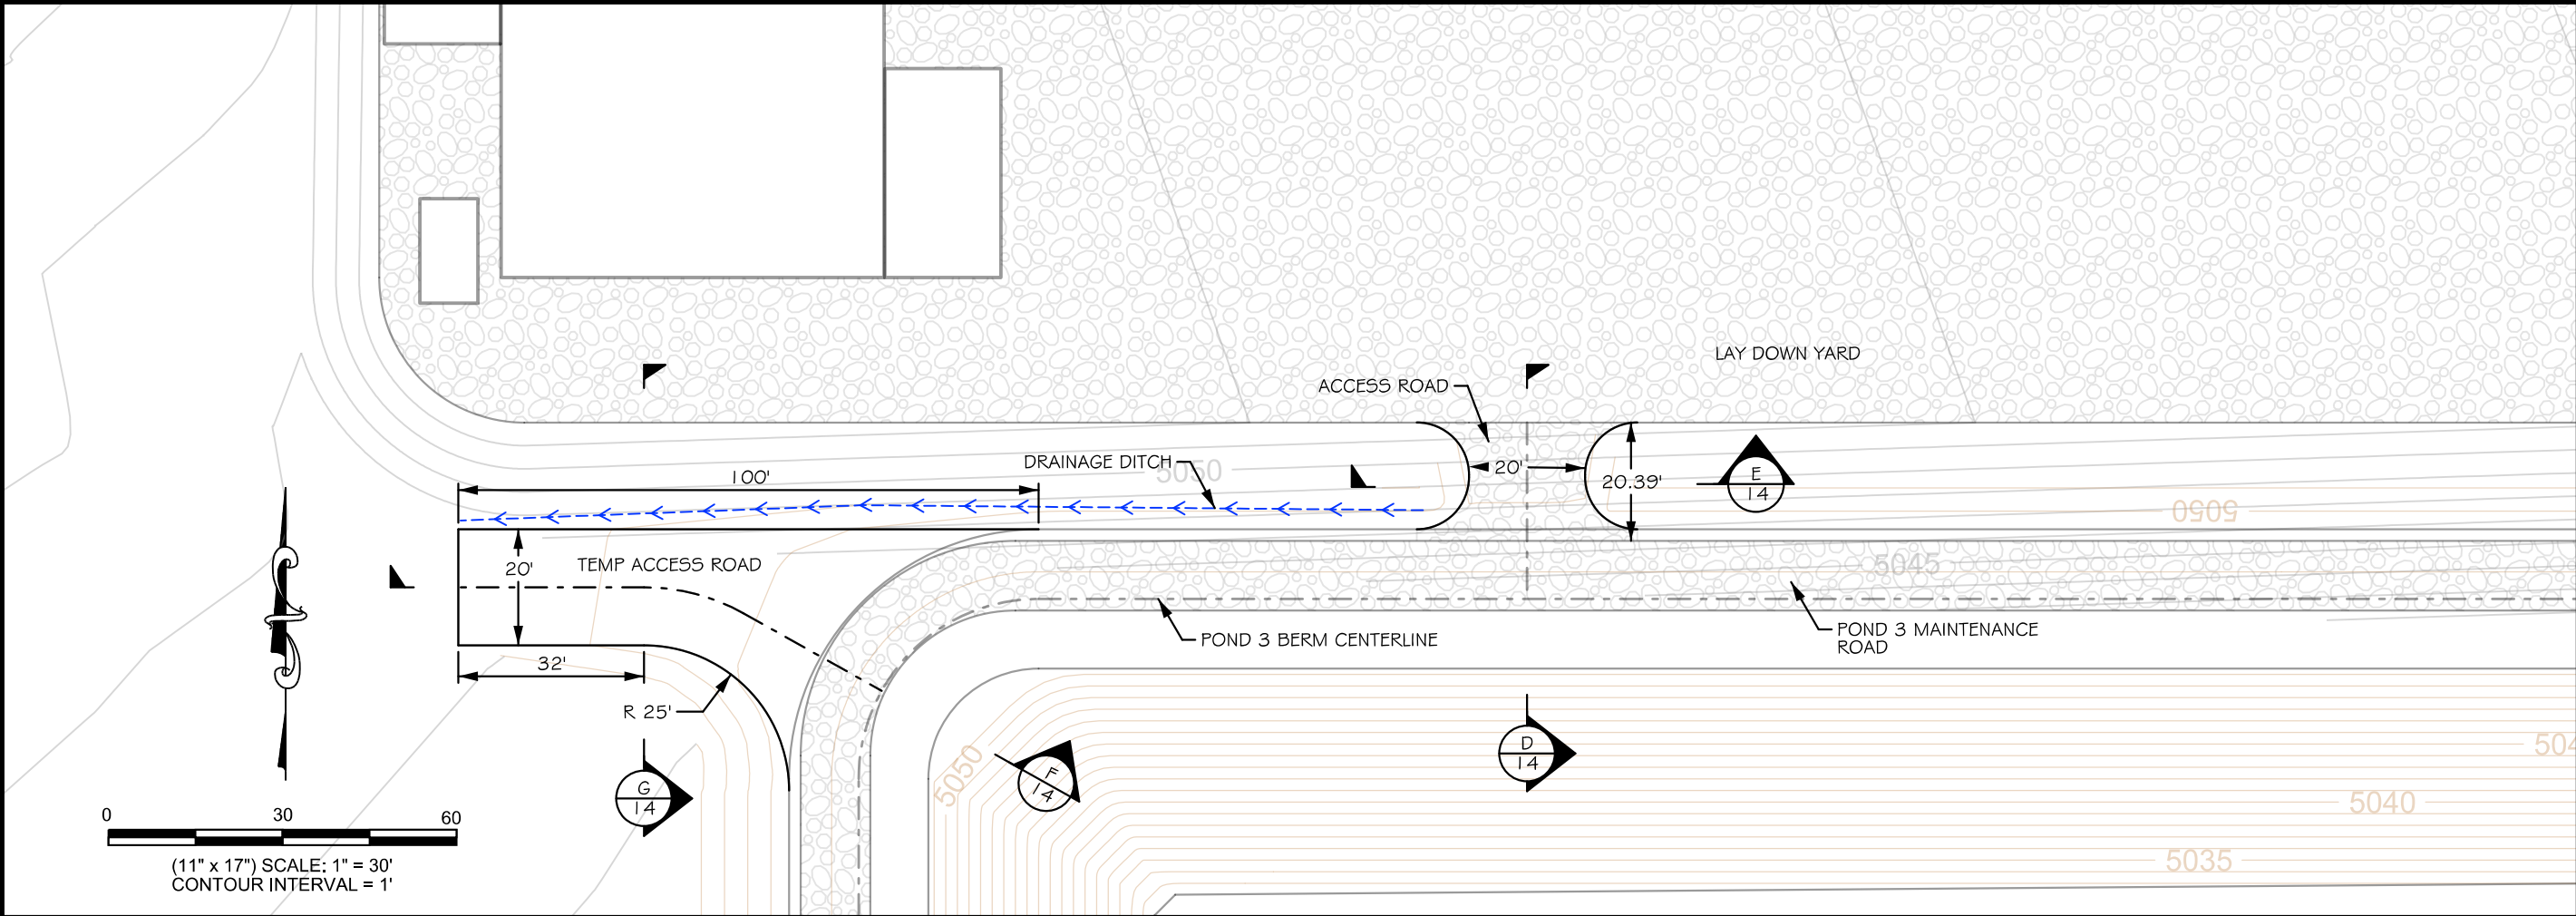 LAY DOWN YARD
ACCESS ROAD
DRAINAGE DITCH
5050
100'
20'
20.39'
E
14
5050
TEMP ACCESS ROAD
20'
5045
POND 3 BERM CENTERLINE
POND 3 MAINTENANCE
ROAD
32'
R 25'
G
14
5050
F
14
D
14
504
5040
5035
0 30 60
(11" x 17") SCALE: 1" = 30'
CONTOUR INTERVAL = 1'